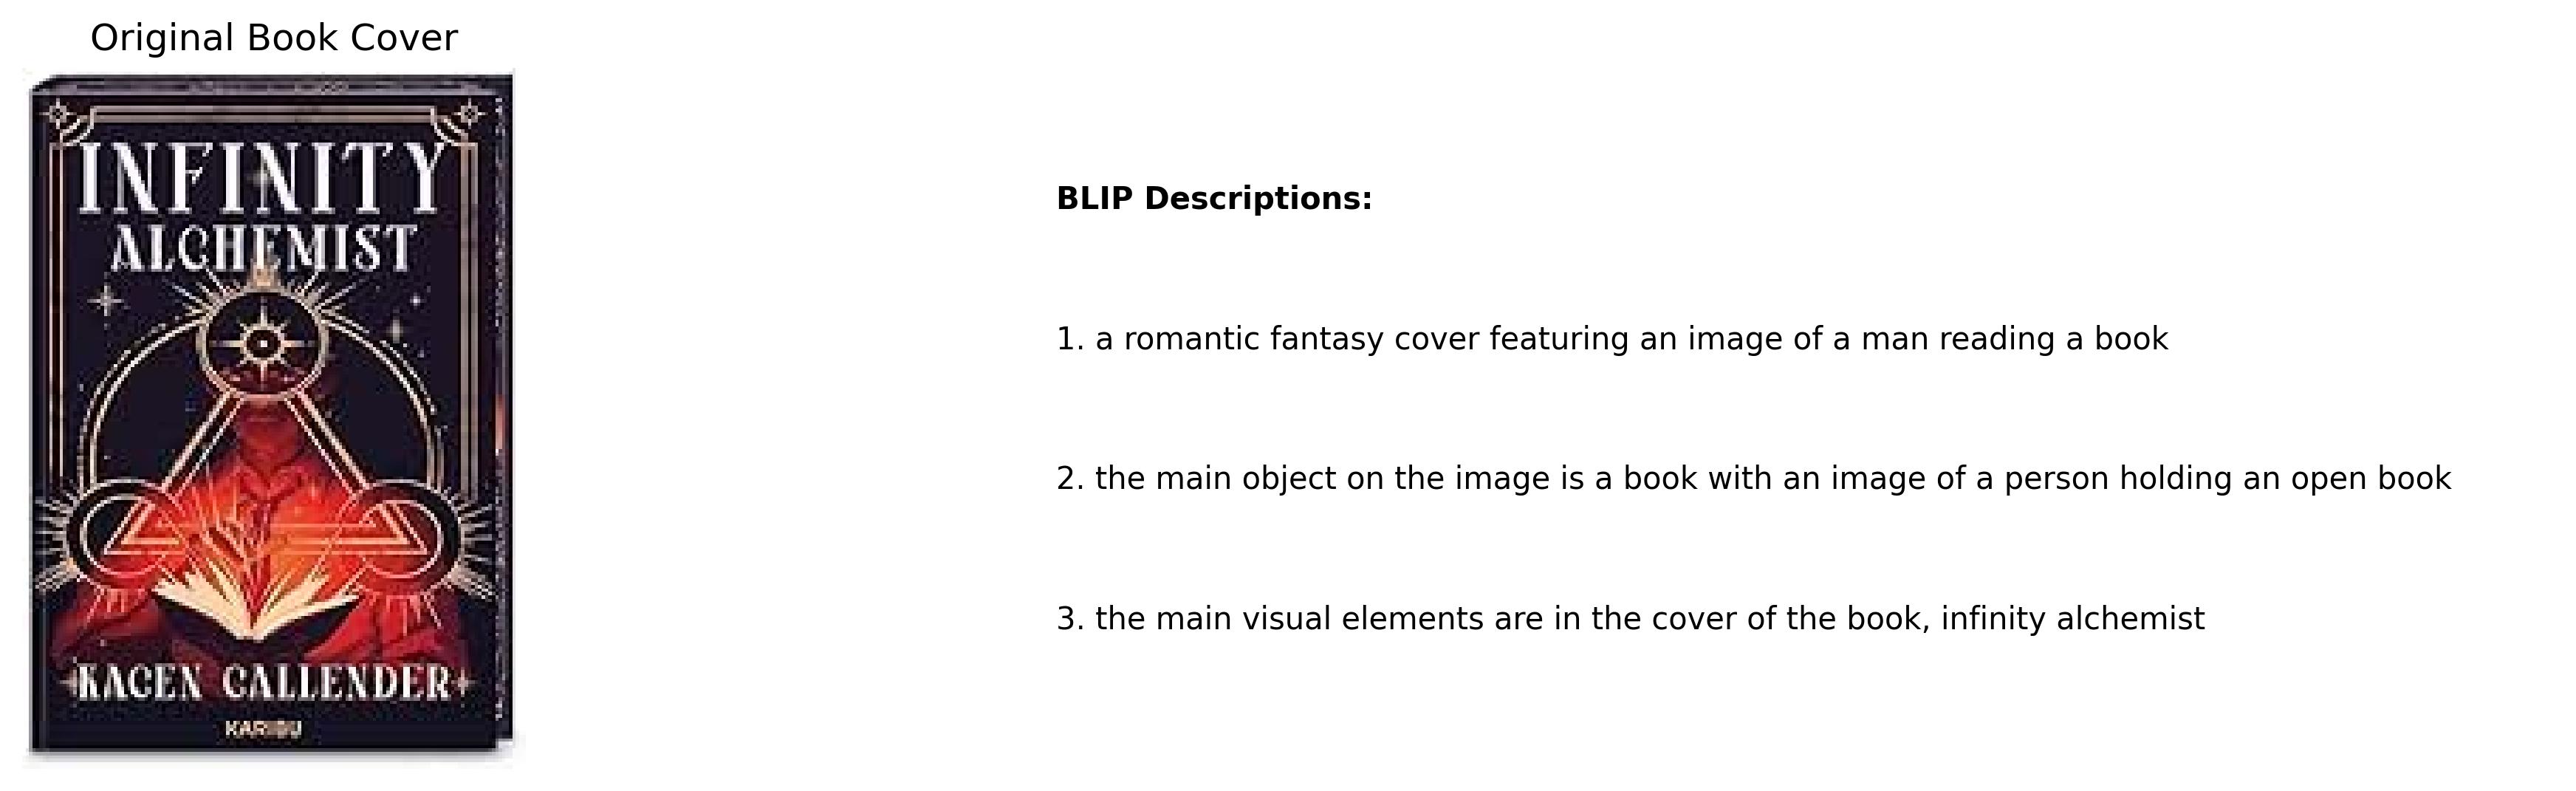 Original Book Cover
INFINITY
ALCHEMIST
KACEN CALLENDER
KARIBU
BLIP Descriptions:
1. a romantic fantasy cover featuring an image of a man reading a book
2. the main object on the image is a book with an image of a person holding an open book
3. the main visual elements are in the cover of the book, infinity alchemist